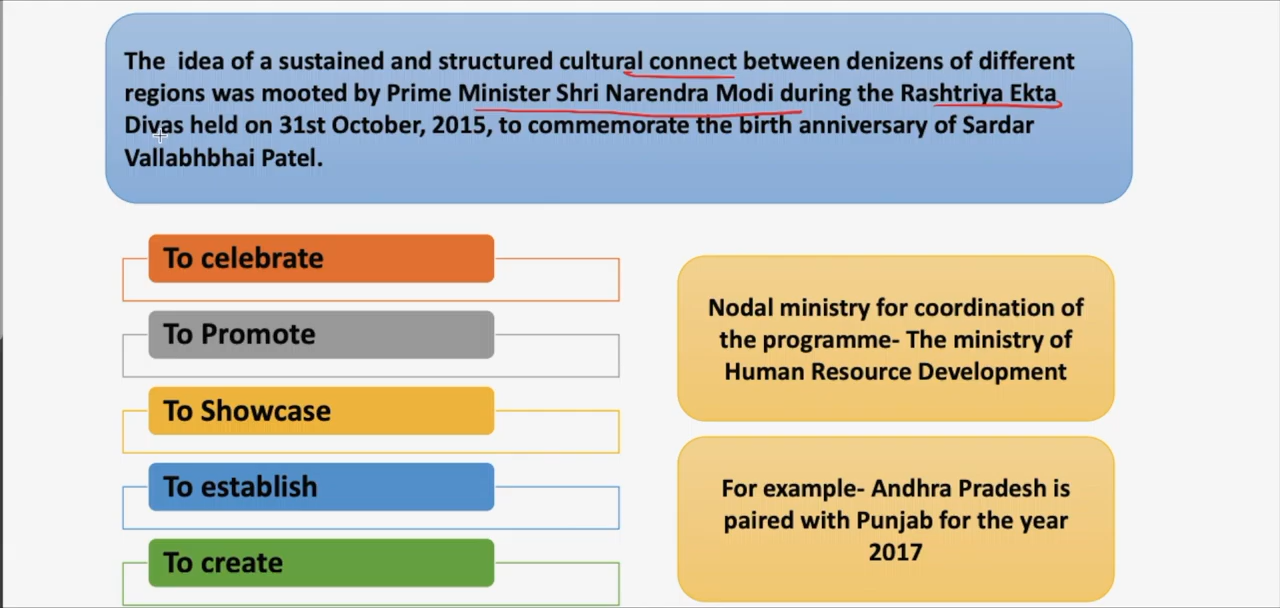 The idea of a sustained and structured cultural connect between denizens of different
regions was mooted by Prime Minister Shri Narendra Modi during the Rashtriya Ekta
Divas held on 31st October, 2015, to commemorate the birth anniversary of Sardar
Vallabhbhai Patel.
To celebrate
To Promote
To Showcase
To establish
To create
Nodal ministry for coordination of
the programme- The ministry of
Human Resource Development
For example- Andhra Pradesh is
paired with Punjab for the year
2017